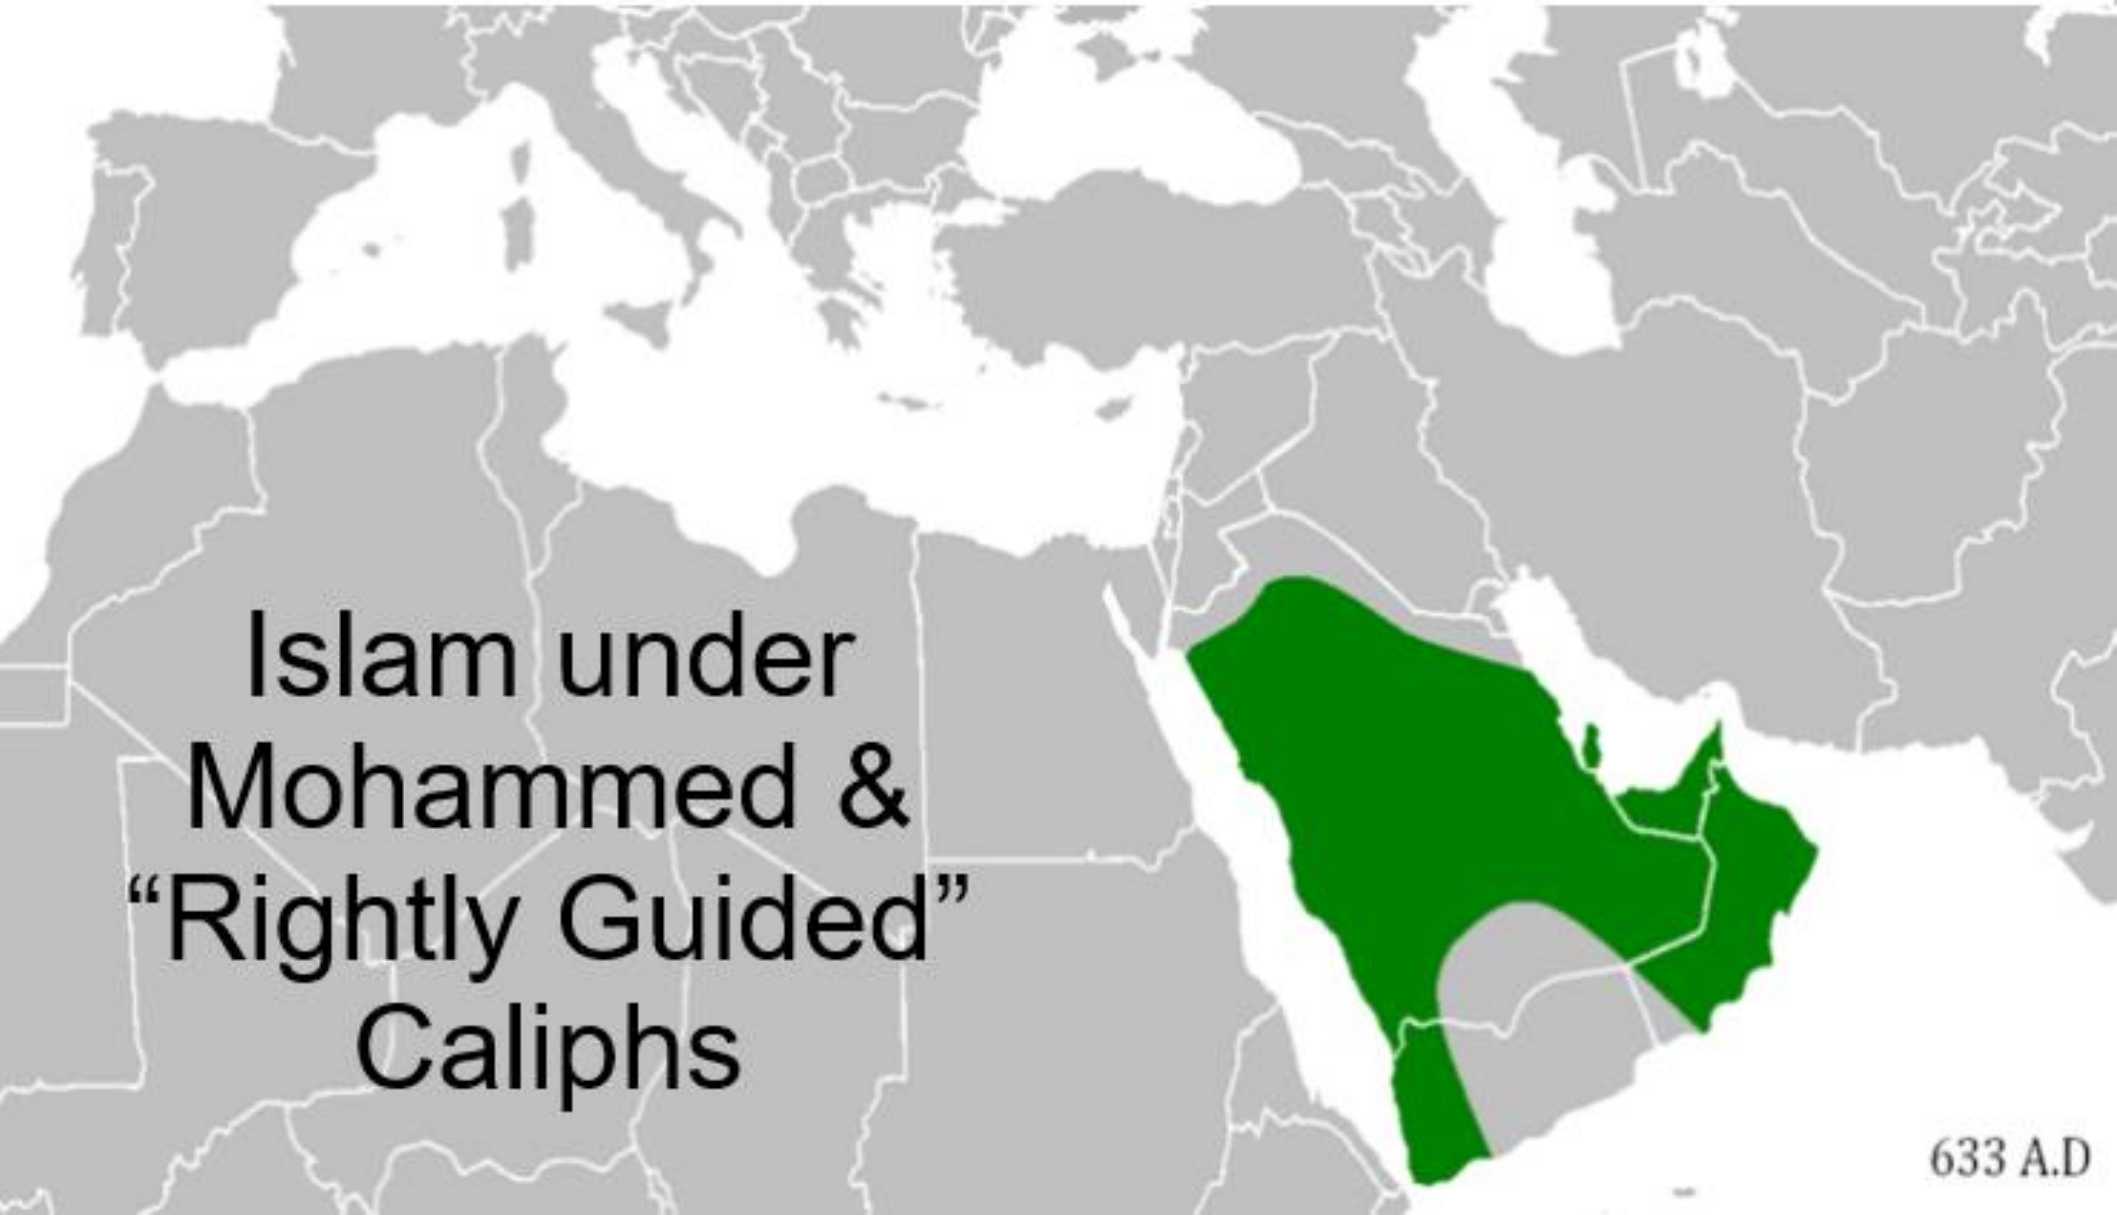 Islam under
Mohammed &
“Rightly Guided”
Caliphs
633 A.D